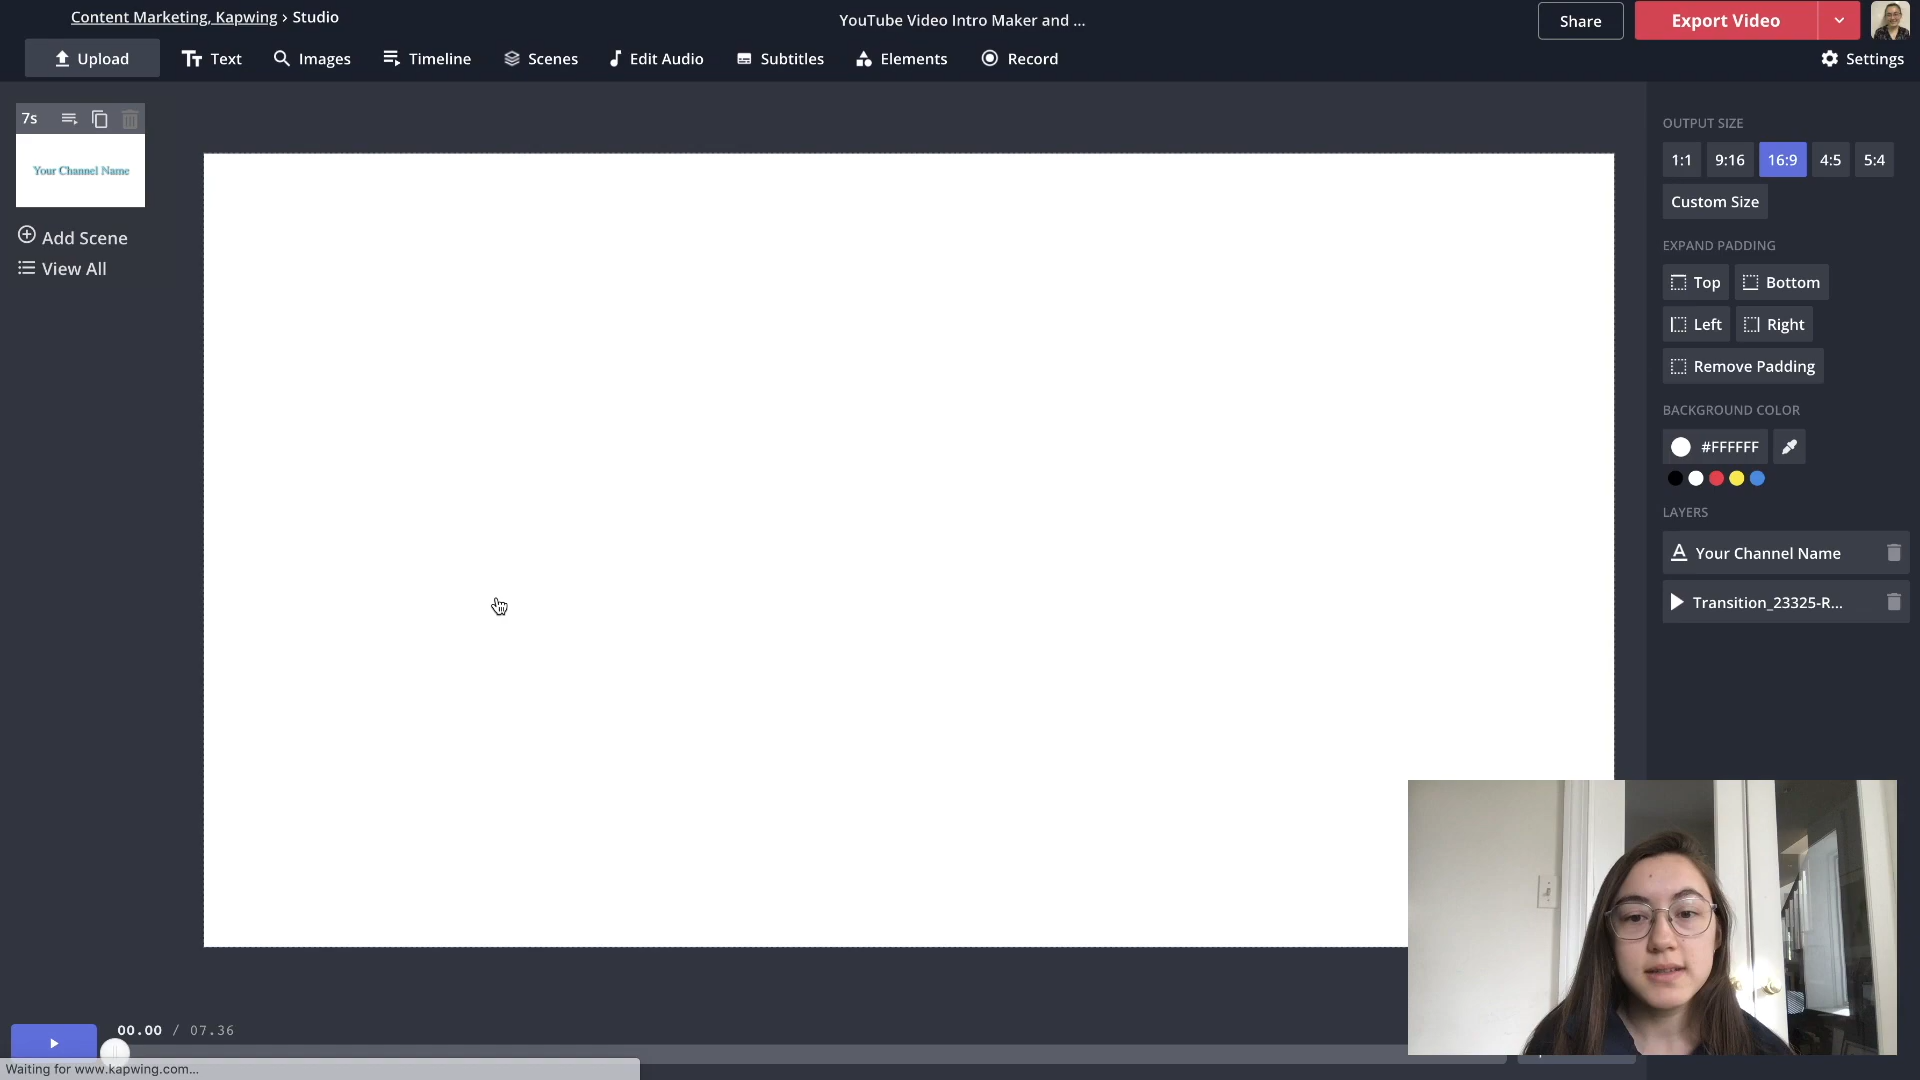 Content Marketing, Kapwing › Studio
YouTube Video Intro Maker and ...
Share
Export Video
Upload
Text
Images
Timeline
Scenes
Edit Audio
Subtitles
Elements
Record
Settings
7s
Your Channel Name
Add Scene
View All
OUTPUT SIZE
1:1 9:16 16:9 4:5 5:4
Custom Size
EXPAND PADDING
Top Bottom
Left Right
Remove Padding
BACKGROUND COLOR
#FFFFFF
LAYERS
Your Channel Name
Transition_23325-R...
00.00 / 07.36
Waiting for www.kapwing.com...